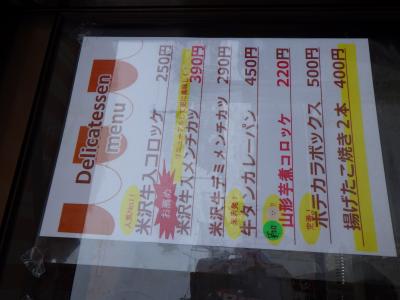 Delicatessen
menu
人気No.1!
米沢牛入コロッケ 250円
お薦め
米沢牛入メンチカツ 390円
米沢牛ナミメンチカツ 290円
牛タンカレーパン 450円
山形芋煮コロッケ 220円
ポテカラボックス 500円
揚げたこ焼き2本 400円